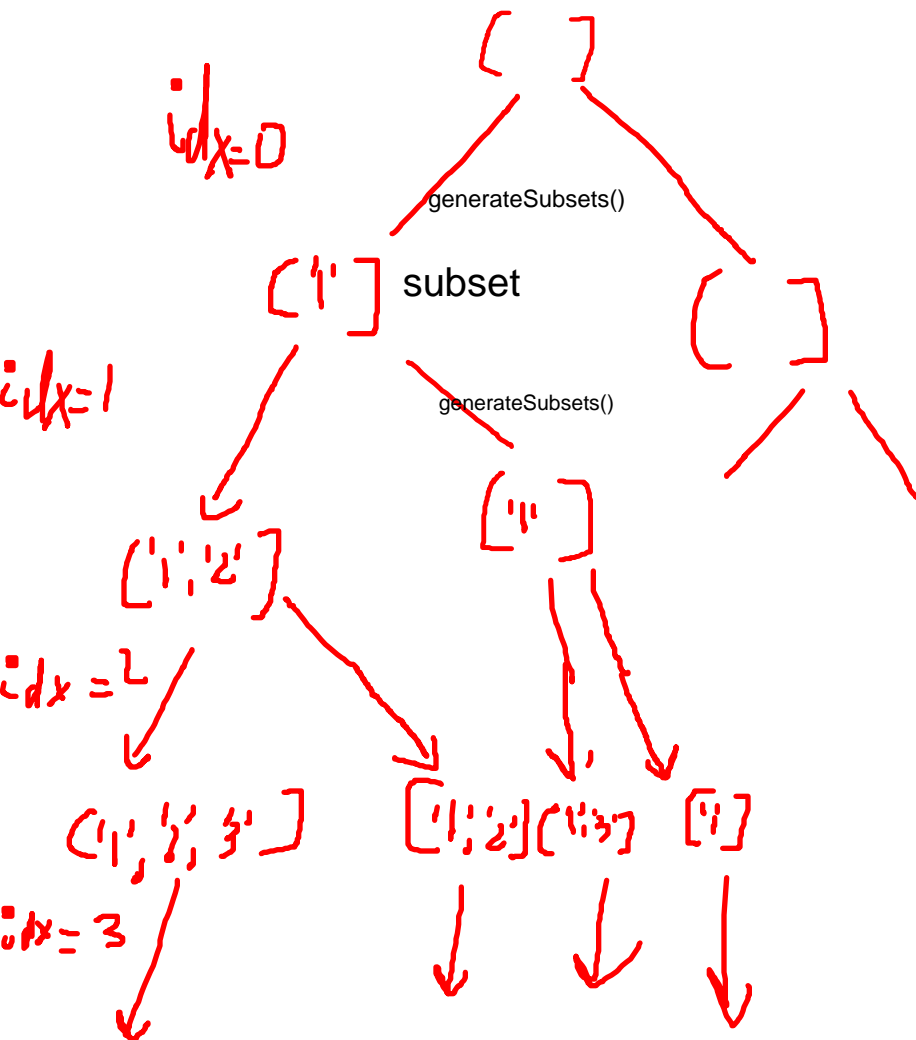 [ ]
idx=0
generateSubsets()
['1'] subset
[ ]
idx=1
generateSubsets()
['1']
['1','2']
idx=2
['1','2','3'] ['1','2'] ['1','3'] ['1']
idx=3